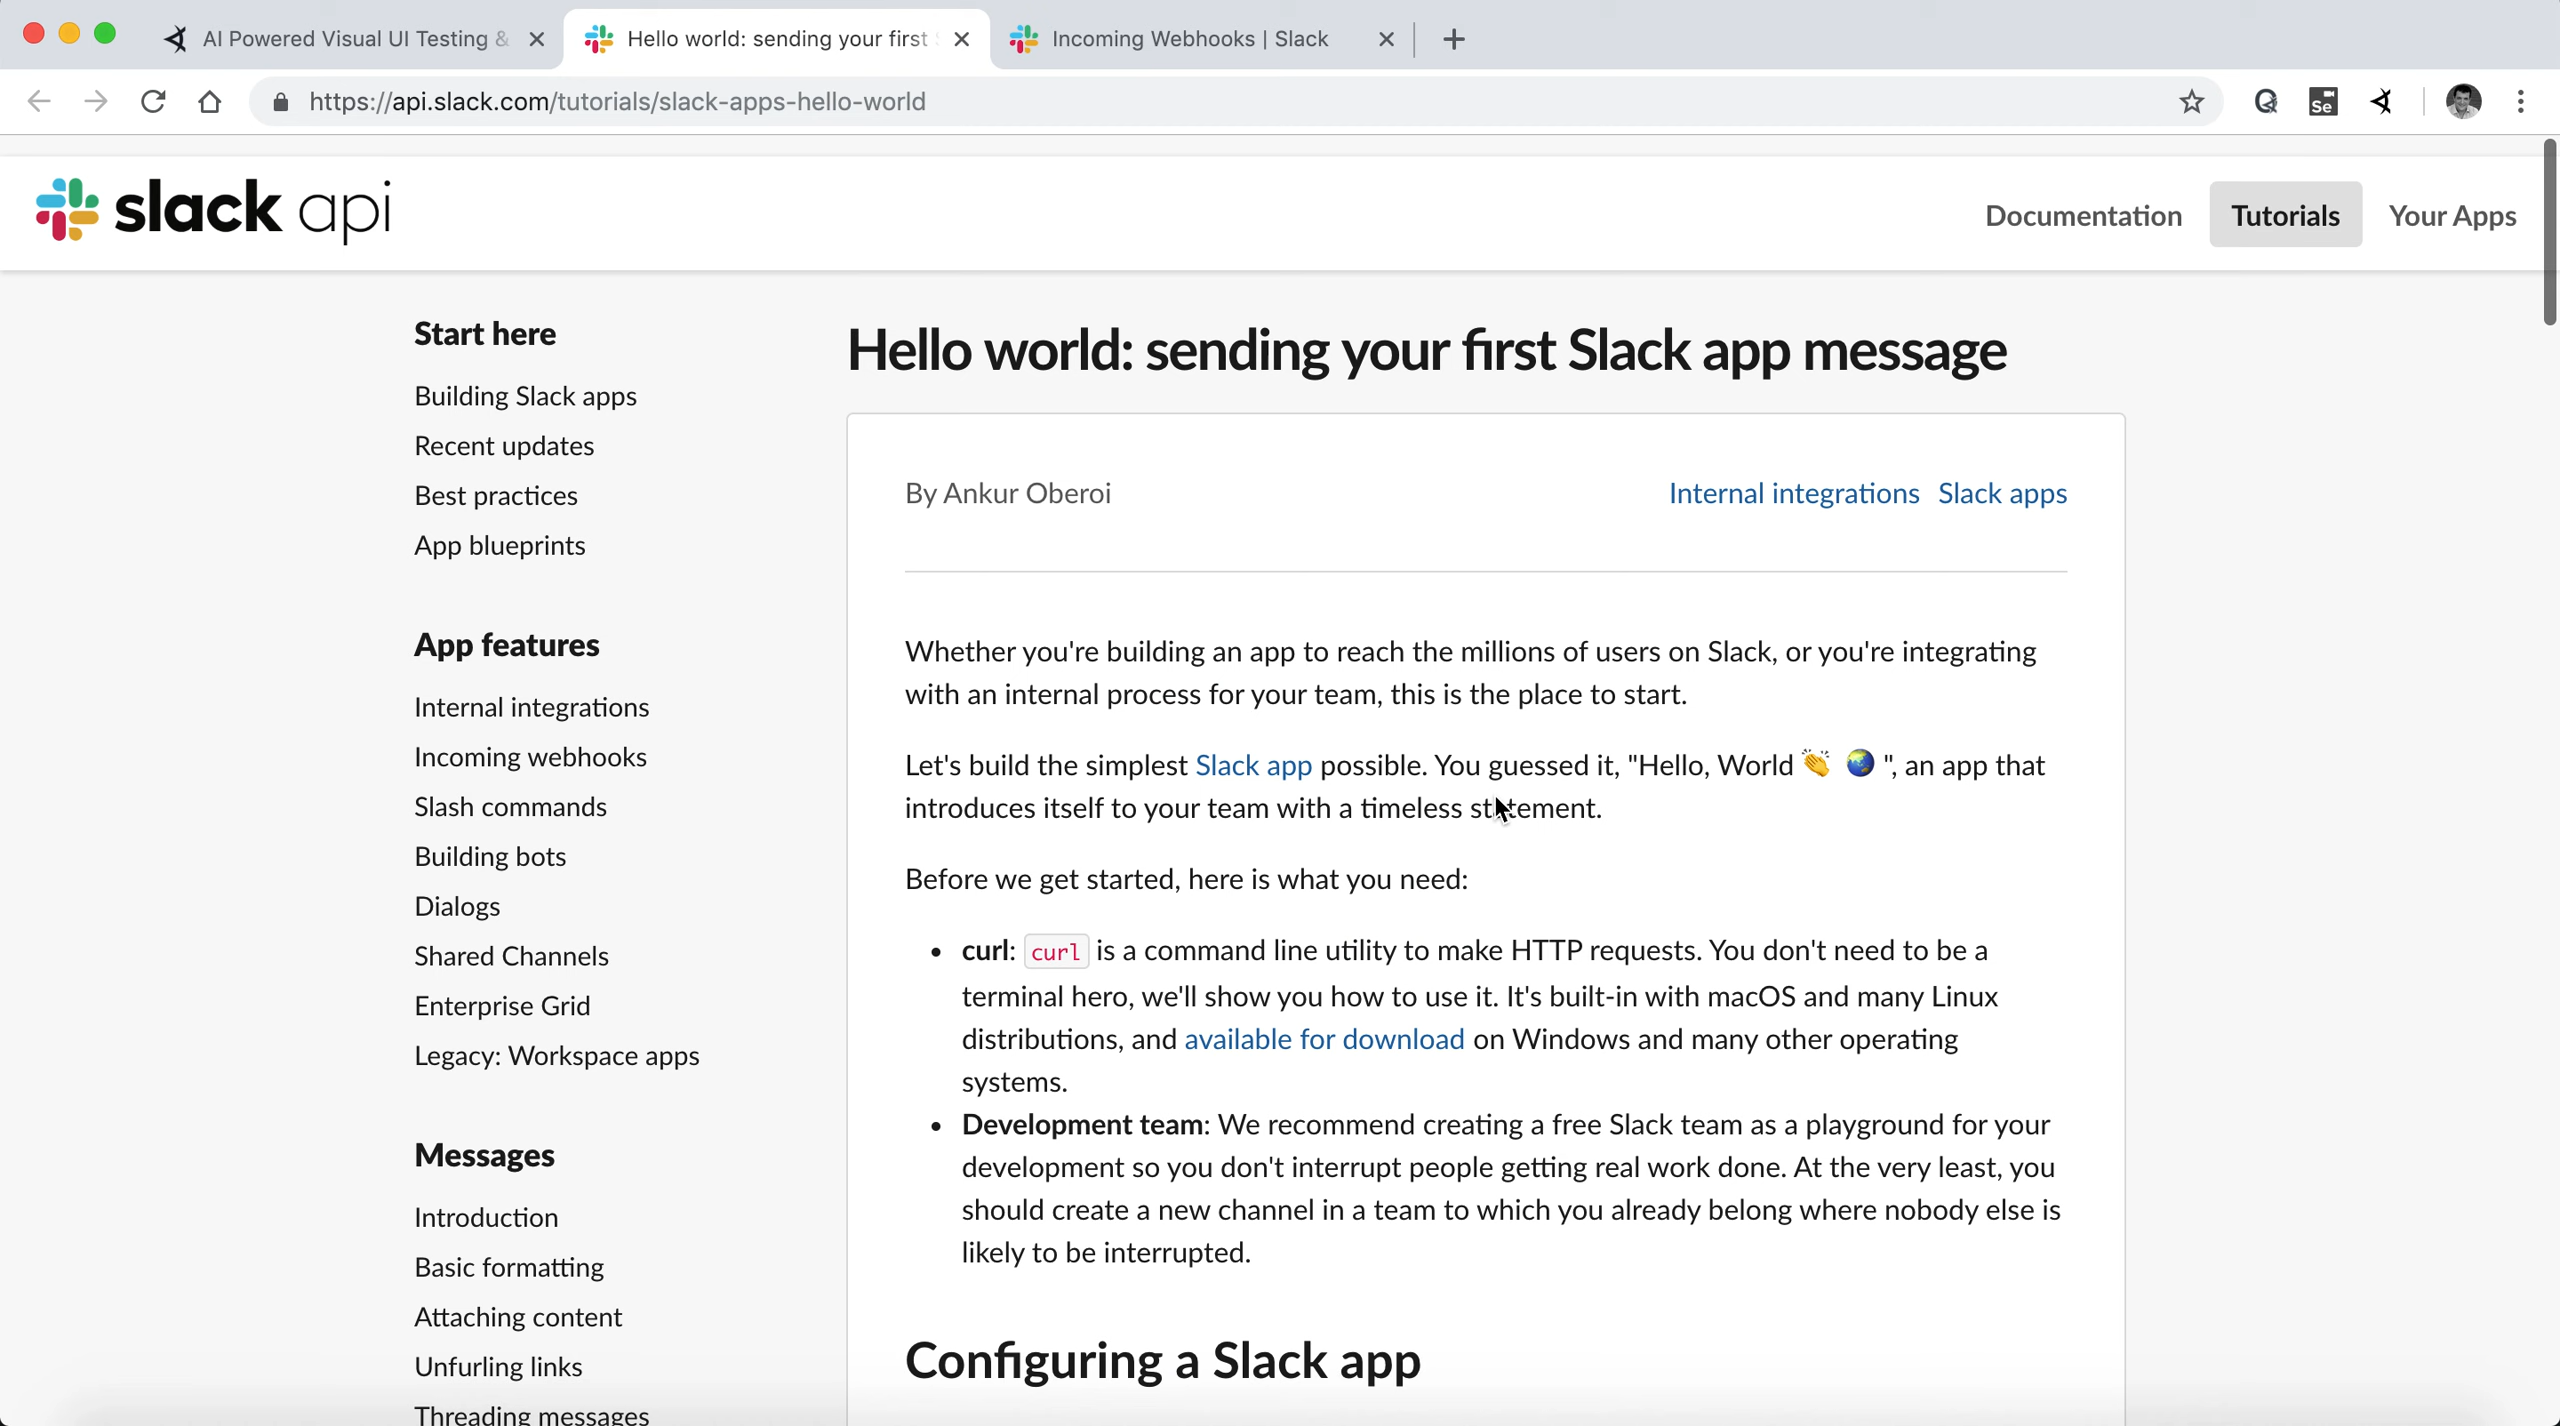 AI Powered Visual UI Testing &
Hello world: sending your first
Incoming Webhooks | Slack
https://api.slack.com/tutorials/slack-apps-hello-world
Se
slack api
Documentation
Tutorials
Your Apps
Start here
Building Slack apps
Recent updates
Best practices
App blueprints
App features
Internal integrations
Incoming webhooks
Slash commands
Building bots
Dialogs
Shared Channels
Enterprise Grid
Legacy: Workspace apps
Messages
Introduction
Basic formatting
Attaching content
Unfurling links
Threading messages
Hello world: sending your first Slack app message
By Ankur Oberoi
Internal integrations Slack apps
Whether you're building an app to reach the millions of users on Slack, or you're integrating
with an internal process for your team, this is the place to start.
Let's build the simplest Slack app possible. You guessed it, "Hello, World 👏 🌏 ", an app that
introduces itself to your team with a timeless statement.
Before we get started, here is what you need:
• curl: curl is a command line utility to make HTTP requests. You don't need to be a
terminal hero, we'll show you how to use it. It's built-in with macOS and many Linux
distributions, and available for download on Windows and many other operating
systems.
• Development team: We recommend creating a free Slack team as a playground for your
development so you don't interrupt people getting real work done. At the very least, you
should create a new channel in a team to which you already belong where nobody else is
likely to be interrupted.
Configuring a Slack app